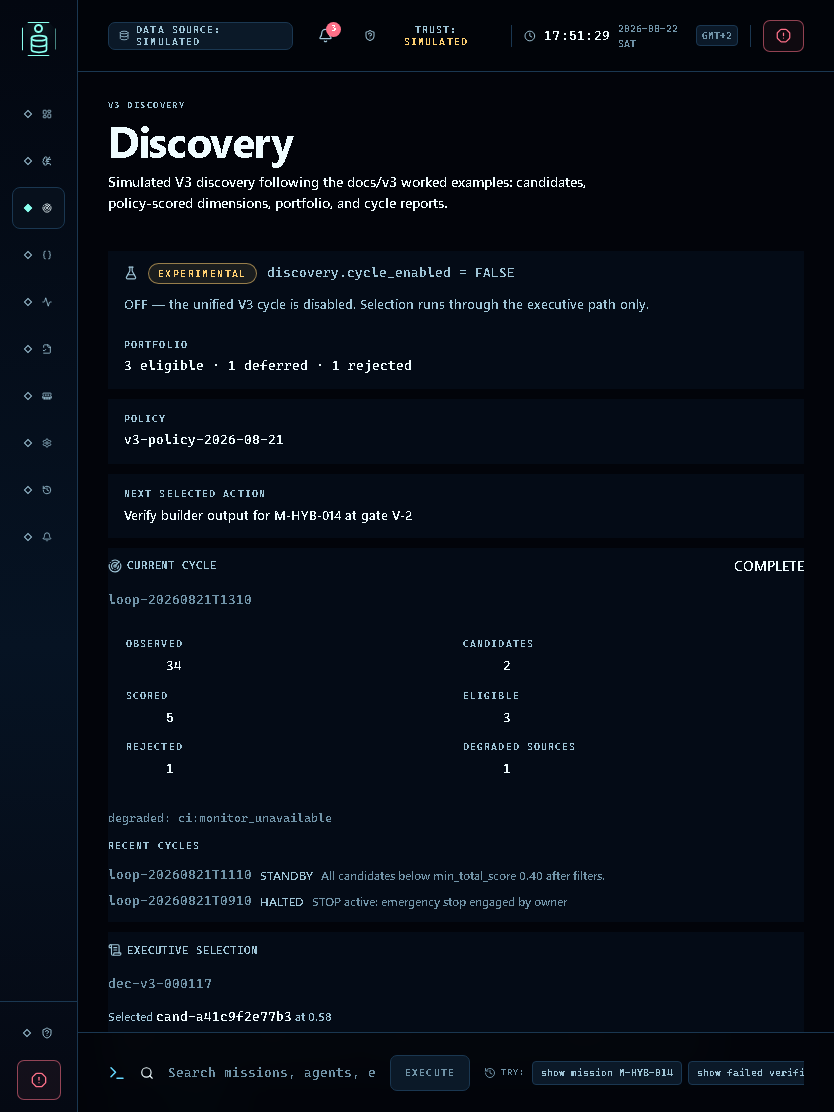 DATA SOURCE:
SIMULATED
3
TRUST:
SIMULATED
17:51:29
2026-08-22
SAT
GMT+2
V3 DISCOVERY
Discovery
Simulated V3 discovery following the docs/v3 worked examples: candidates,
policy-scored dimensions, portfolio, and cycle reports.
EXPERIMENTAL discovery.cycle_enabled = FALSE
OFF — the unified V3 cycle is disabled. Selection runs through the executive path only.
PORTFOLIO
3 eligible · 1 deferred · 1 rejected
POLICY
v3-policy-2026-08-21
NEXT SELECTED ACTION
Verify builder output for M-HYB-014 at gate V-2
CURRENT CYCLE COMPLETE
loop-20260821T1310
OBSERVED CANDIDATES
34 2
SCORED ELIGIBLE
5 3
REJECTED DEGRADED SOURCES
1 1
degraded: ci:monitor_unavailable
RECENT CYCLES
loop-20260821T1110 STANDBY All candidates below min_total_score 0.40 after filters.
loop-20260821T0910 HALTED STOP active: emergency stop engaged by owner
EXECUTIVE SELECTION
dec-v3-000117
Selected cand-a41c9f2e77b3 at 0.58
Search missions, agents, e EXECUTE TRY: show mission M-HYB-014 show failed verifi